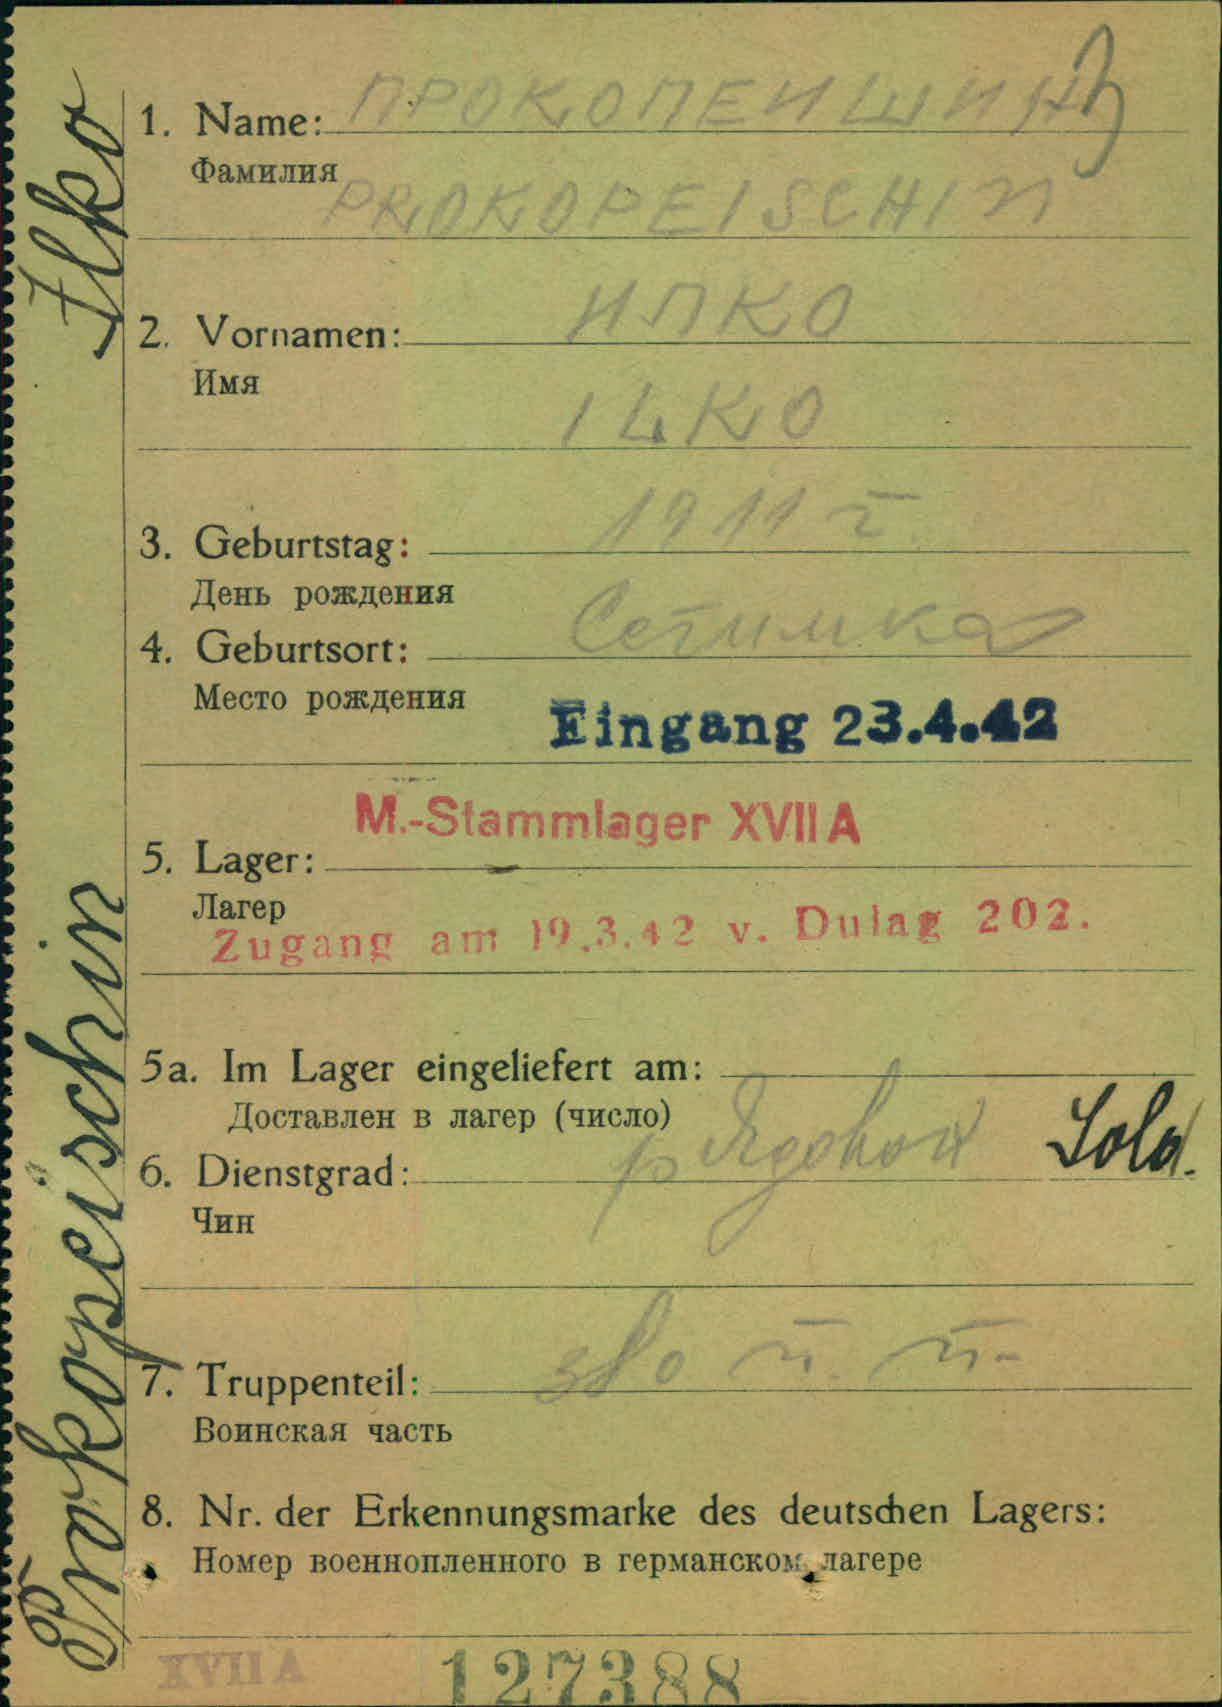 Prokopeischin Ilko
1. Name: ПРОКОПЕИШИН
Фамилия
PROKOPEISCHIN
2. Vornamen: ИЛКО
Имя
ILKO
3. Geburtstag: 1911 г.
День рождения
4. Geburtsort:
Место рождения
Eingang 23.4.42
M.-Stammlager XVII A
5. Lager:
Лагер
Zugang am 19.3.42 v. Dulag 202.
5a. Im Lager eingeliefert am:
Доставлен в лагер (число)
6. Dienstgrad: рядовой Sold.
Чин
7. Truppenteil:
Воинская часть
8. Nr. der Erkennungsmarke des deutschen Lagers:
Номер военнопленного в германском лагере
XVII A 127388